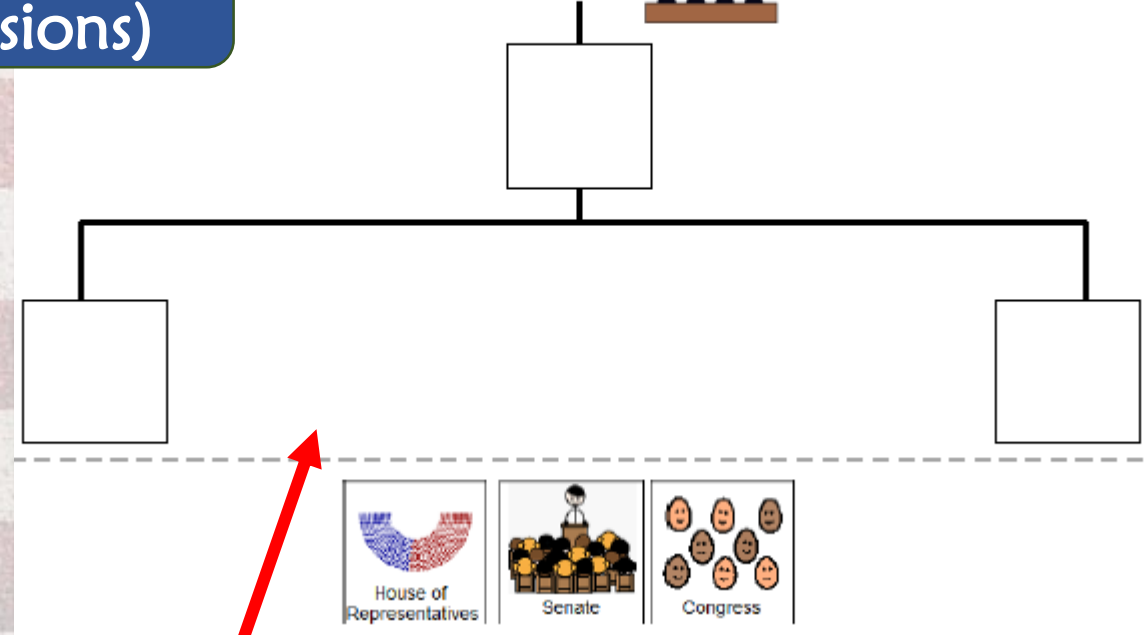 sions)
House of
Representatives
Senate
Congress